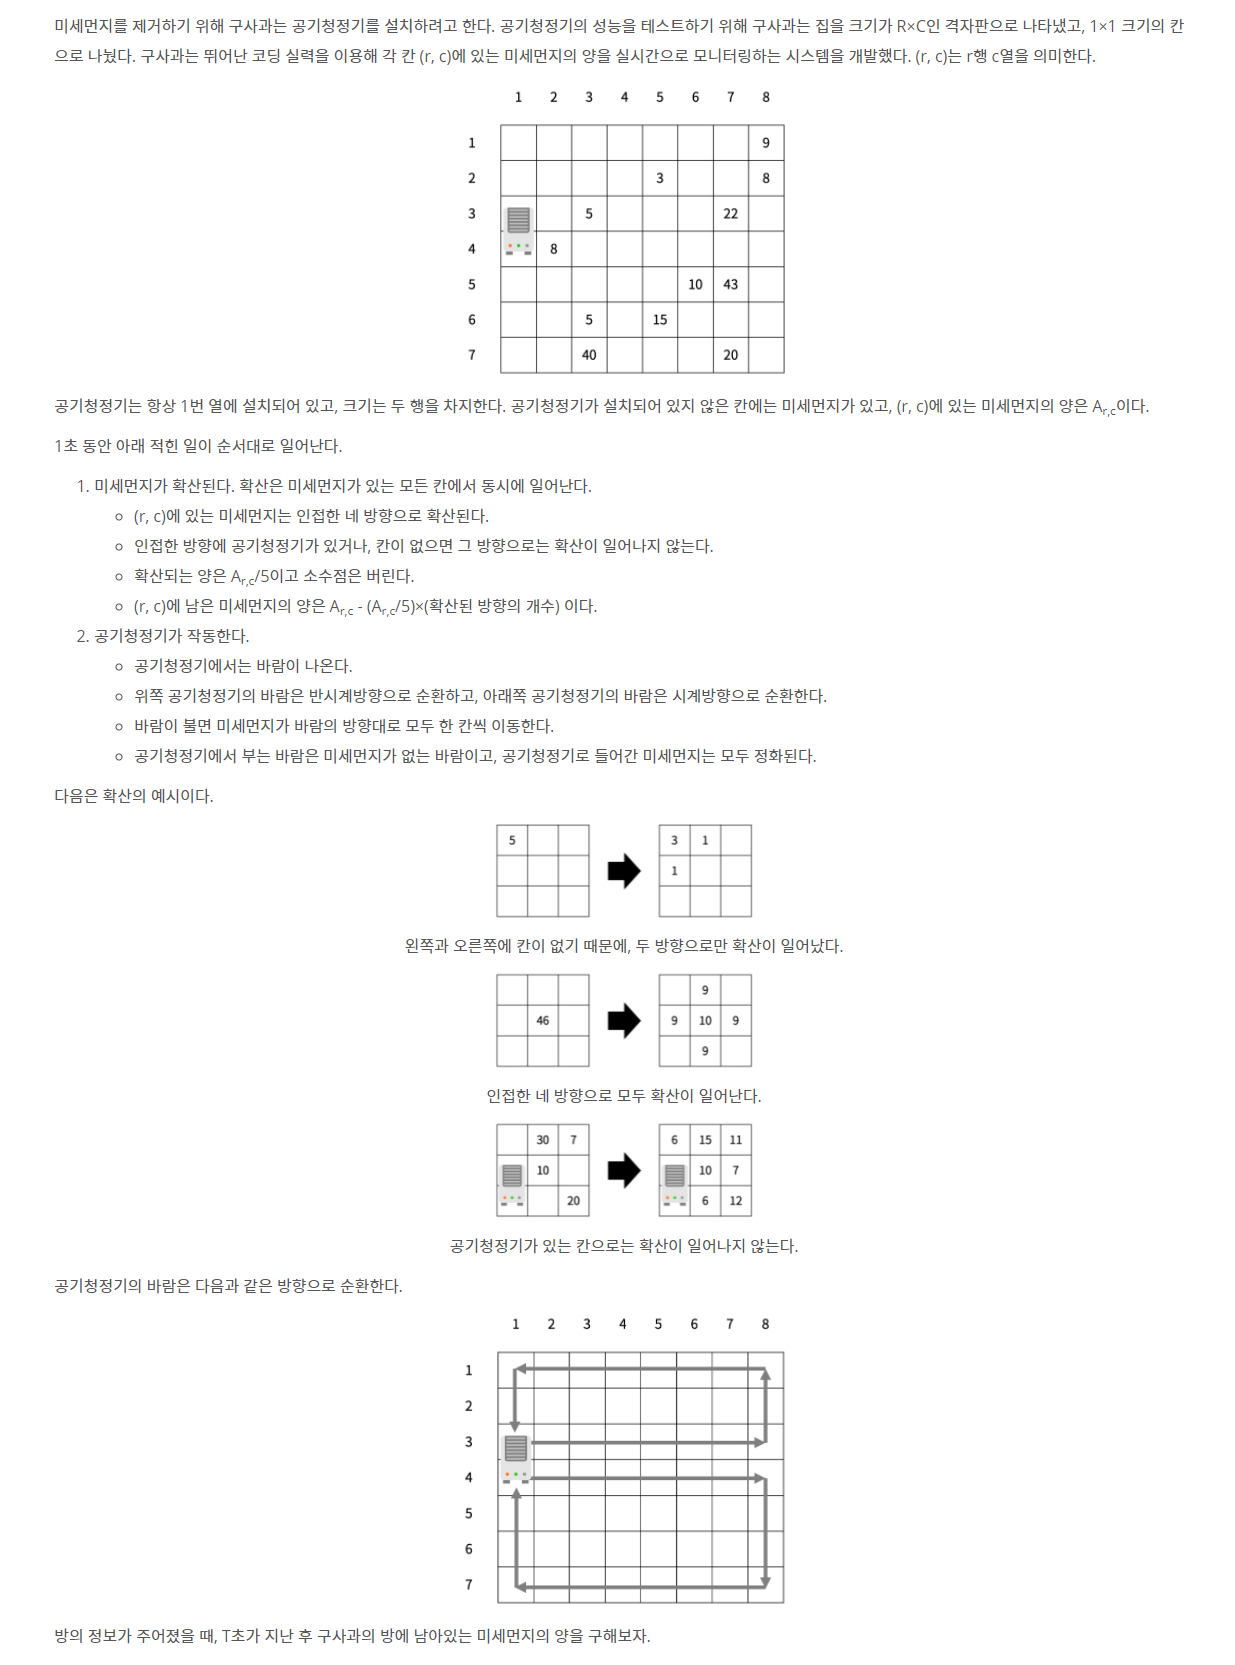 미세먼지를 제거하기 위해 구사과는 공기청정기를 설치하려고 한다. 공기청정기의 성능을 테스트하기 위해 구사과는 집을 크기가 R×C인 격자판으로 나타냈고, 1×1 크기의 칸
으로 나눴다. 구사과는 뛰어난 코딩 실력을 이용해 각 칸 (r, c)에 있는 미세먼지의 양을 실시간으로 모니터링하는 시스템을 개발했다. (r, c)는 r행 c열을 의미한다.
1 2 3 4 5 6 7 8
1 9
2 3 8
3 5 22
4 8
5 10 43
6 5 15
7 40 20
공기청정기는 항상 1번 열에 설치되어 있고, 크기는 두 행을 차지한다. 공기청정기가 설치되어 있지 않은 칸에는 미세먼지가 있고, (r, c)에 있는 미세먼지의 양은 Ar,c이다.
1초 동안 아래 적힌 일이 순서대로 일어난다.
1. 미세먼지가 확산된다. 확산은 미세먼지가 있는 모든 칸에서 동시에 일어난다.
○ (r, c)에 있는 미세먼지는 인접한 네 방향으로 확산된다.
○ 인접한 방향에 공기청정기가 있거나, 칸이 없으면 그 방향으로는 확산이 일어나지 않는다.
○ 확산되는 양은 Ar,c/5이고 소수점은 버린다.
○ (r, c)에 남은 미세먼지의 양은 Ar,c - (Ar,c/5)×(확산된 방향의 개수) 이다.
2. 공기청정기가 작동한다.
○ 공기청정기에서는 바람이 나온다.
○ 위쪽 공기청정기의 바람은 반시계방향으로 순환하고, 아래쪽 공기청정기의 바람은 시계방향으로 순환한다.
○ 바람이 불면 미세먼지가 바람의 방향대로 모두 한 칸씩 이동한다.
○ 공기청정기에서 부는 바람은 미세먼지가 없는 바람이고, 공기청정기로 들어간 미세먼지는 모두 정화된다.
다음은 확산의 예시이다.
5 3 1
1
왼쪽과 오른쪽에 칸이 없기 때문에, 두 방향으로만 확산이 일어났다.
9
46 9 10 9
9
인접한 네 방향으로 모두 확산이 일어난다.
30 7 6 15 11
10 10 7
20 6 12
공기청정기가 있는 칸으로는 확산이 일어나지 않는다.
공기청정기의 바람은 다음과 같은 방향으로 순환한다.
1 2 3 4 5 6 7 8
1
2
3
4
5
6
7
방의 정보가 주어졌을 때, T초가 지난 후 구사과의 방에 남아있는 미세먼지의 양을 구해보자.